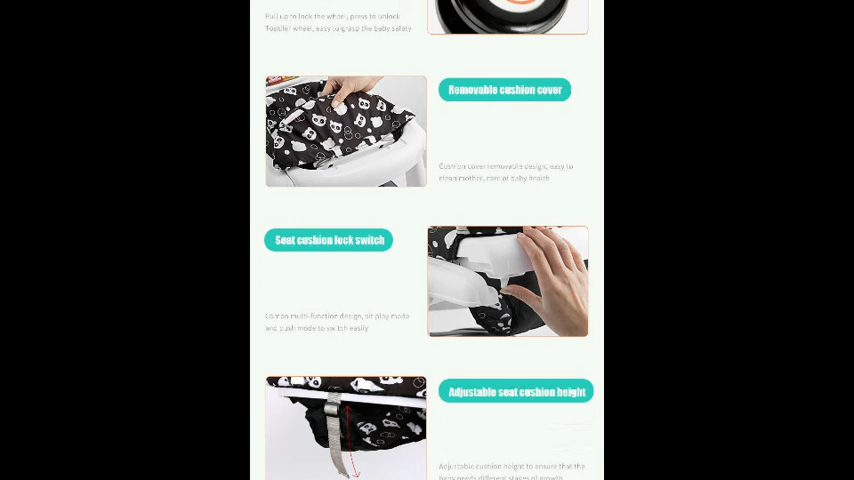 Pull up to lock the wheel, press to unlock
Toddler wheel, easy to grasp the baby safety
Removable cushion cover
Cushion cover removable design, easy to
clean mother, care of baby health
Seat cushion lock switch
Combo multi-function design, sit play mode
and push mode to switch easily
Adjustable seat cushion height
Adjustable cushion height to ensure that the
baby needs different stages of growth